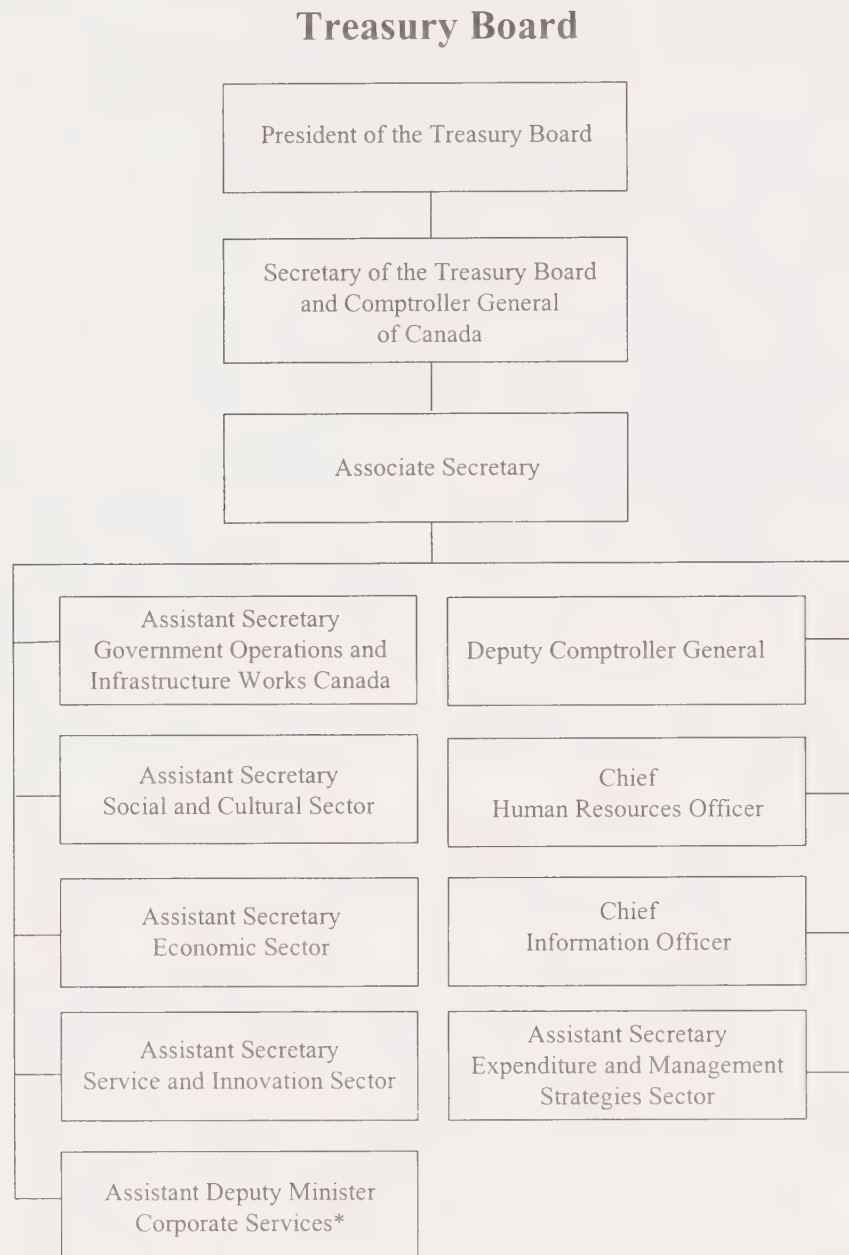 Treasury Board
President of the Treasury Board
Secretary of the Treasury Board
and Comptroller General
of Canada
Associate Secretary
Assistant Secretary
Government Operations and
Infrastructure Works Canada
Deputy Comptroller General
Assistant Secretary
Social and Cultural Sector
Chief
Human Resources Officer
Assistant Secretary
Economic Sector
Chief
Information Officer
Assistant Secretary
Service and Innovation Sector
Assistant Secretary
Expenditure and Management
Strategies Sector
Assistant Deputy Minister
Corporate Services*